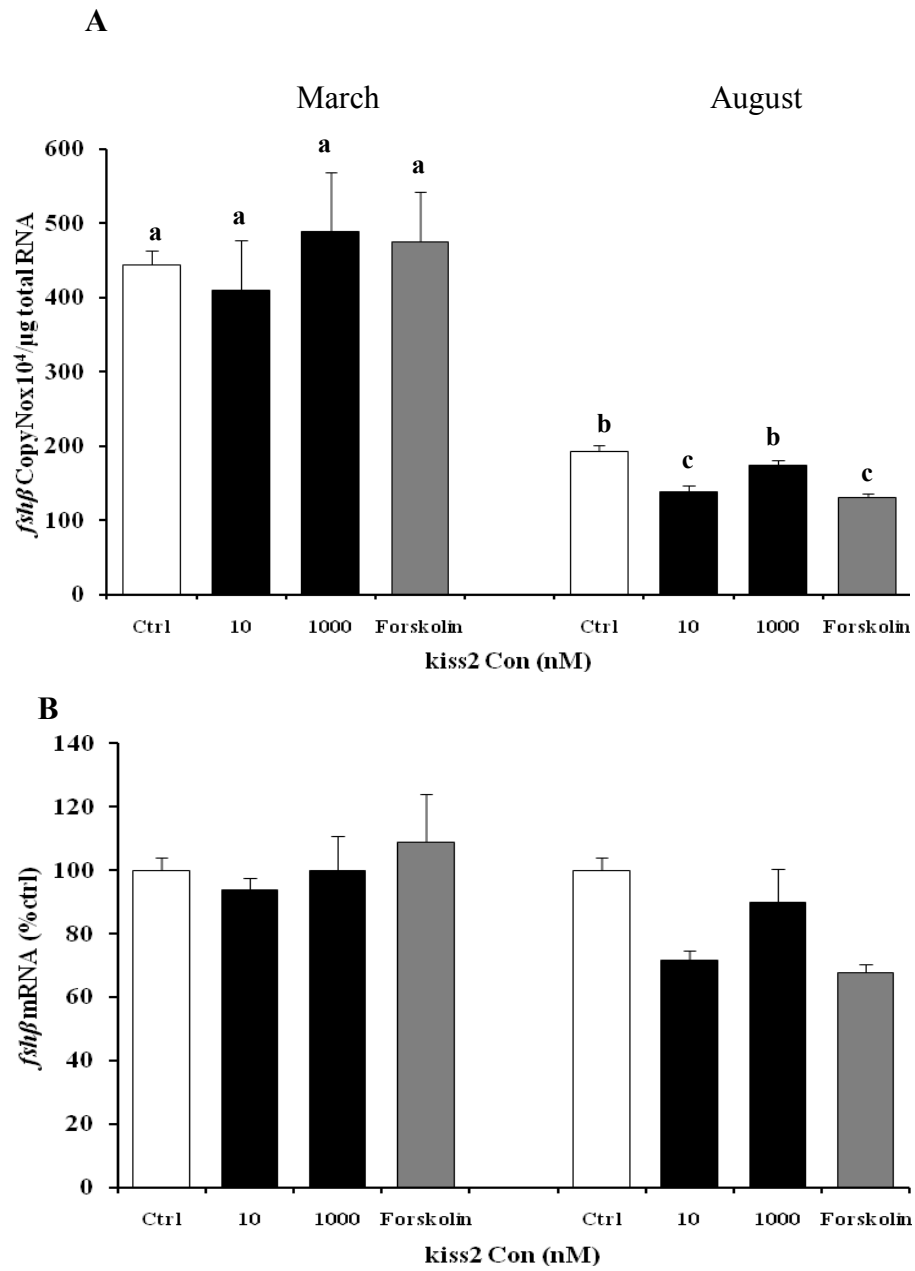 A
March August
600
500
400
300
200
100
0
fshβ CopyNox10⁴/µg total RNA
a a a a b c b c
Ctrl 10 1000 Forskolin Ctrl 10 1000 Forskolin
kiss2 Con (nM)
B
140
120
100
80
60
40
20
0
fshβ mRNA (%ctrl)
Ctrl 10 1000 Forskolin Ctrl 10 1000 Forskolin
kiss2 Con (nM)